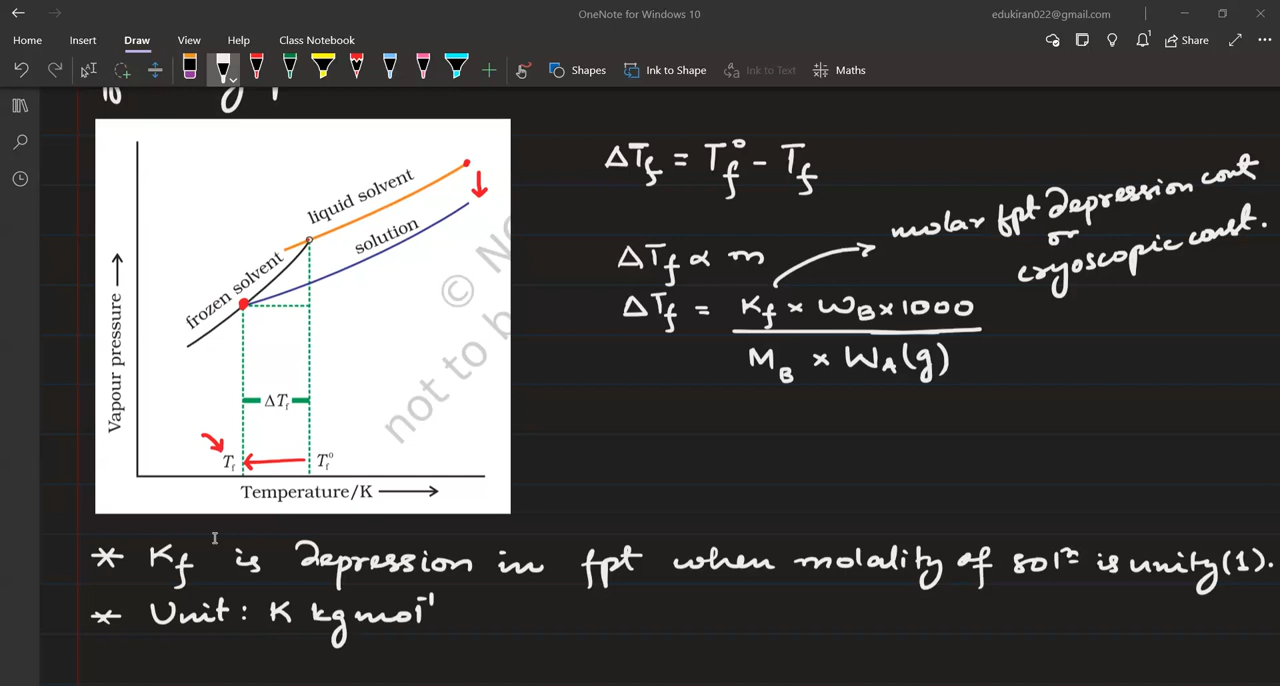 OneNote for Windows 10
edukiran022@gmail.com
Home Insert Draw View Help Class Notebook
Share
Shapes Ink to Shape Ink to Text Maths
liquid solvent
solution
frozen solvent
Vapour pressure
ΔTf
Tf
Tf°
Temperature/K
© N
not to b
ΔTf = Tf° - Tf
ΔTf ∝ m
molar fpt depression cont
or
cryoscopic const.
ΔTf = Kf × WB × 1000
MB × WA(g)
* Kf is depression in fpt when molality of solⁿ is unity(1).
* Unit: K kg mol⁻¹